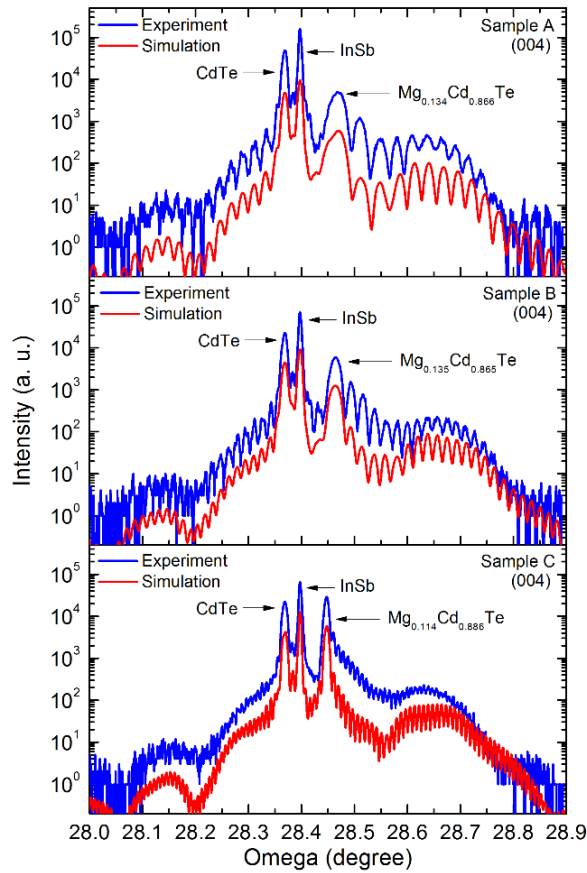 Experiment
Simulation
Sample A
(004)
InSb
CdTe
Mg0.134Cd0.866Te
10^5
10^4
10^3
10^2
10^1
10^0
Experiment
Simulation
Sample B
(004)
InSb
CdTe
Mg0.135Cd0.865Te
10^5
10^4
10^3
10^2
10^1
10^0
Intensity (a. u.)
Experiment
Simulation
Sample C
(004)
InSb
CdTe
Mg0.114Cd0.886Te
10^5
10^4
10^3
10^2
10^1
10^0
28.0 28.1 28.2 28.3 28.4 28.5 28.6 28.7 28.8 28.9
Omega (degree)